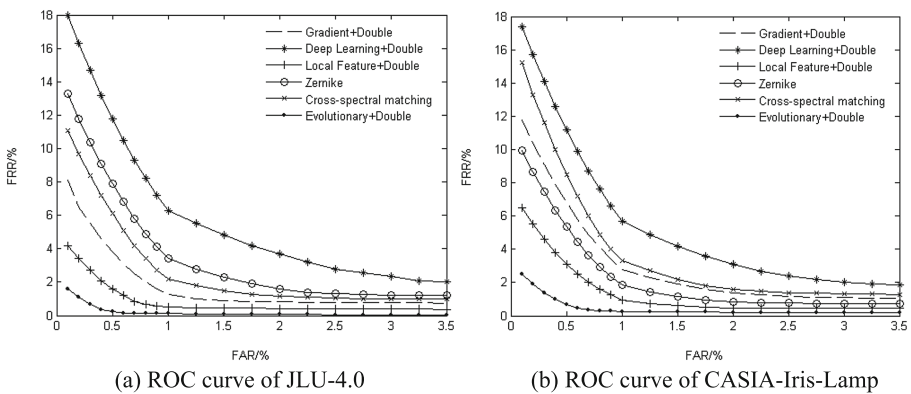 18
16
14
12
10
8
6
4
2
0
FRR/%
Gradient+Double
Deep Learning+Double
Local Feature+Double
Zernike
Cross-spectral matching
Evolutionary+Double
0 0.5 1 1.5 2 2.5 3 3.5
FAR/%
(a) ROC curve of JLU-4.0
18
16
14
12
10
8
6
4
2
0
FRR/%
Gradient+Double
Deep Learning+Double
Local Feature+Double
Zernike
Cross-spectral matching
Evolutionary+Double
0 0.5 1.0 1.5 2 2.5 3 3.5
FAR/%
(b) ROC curve of CASIA-Iris-Lamp